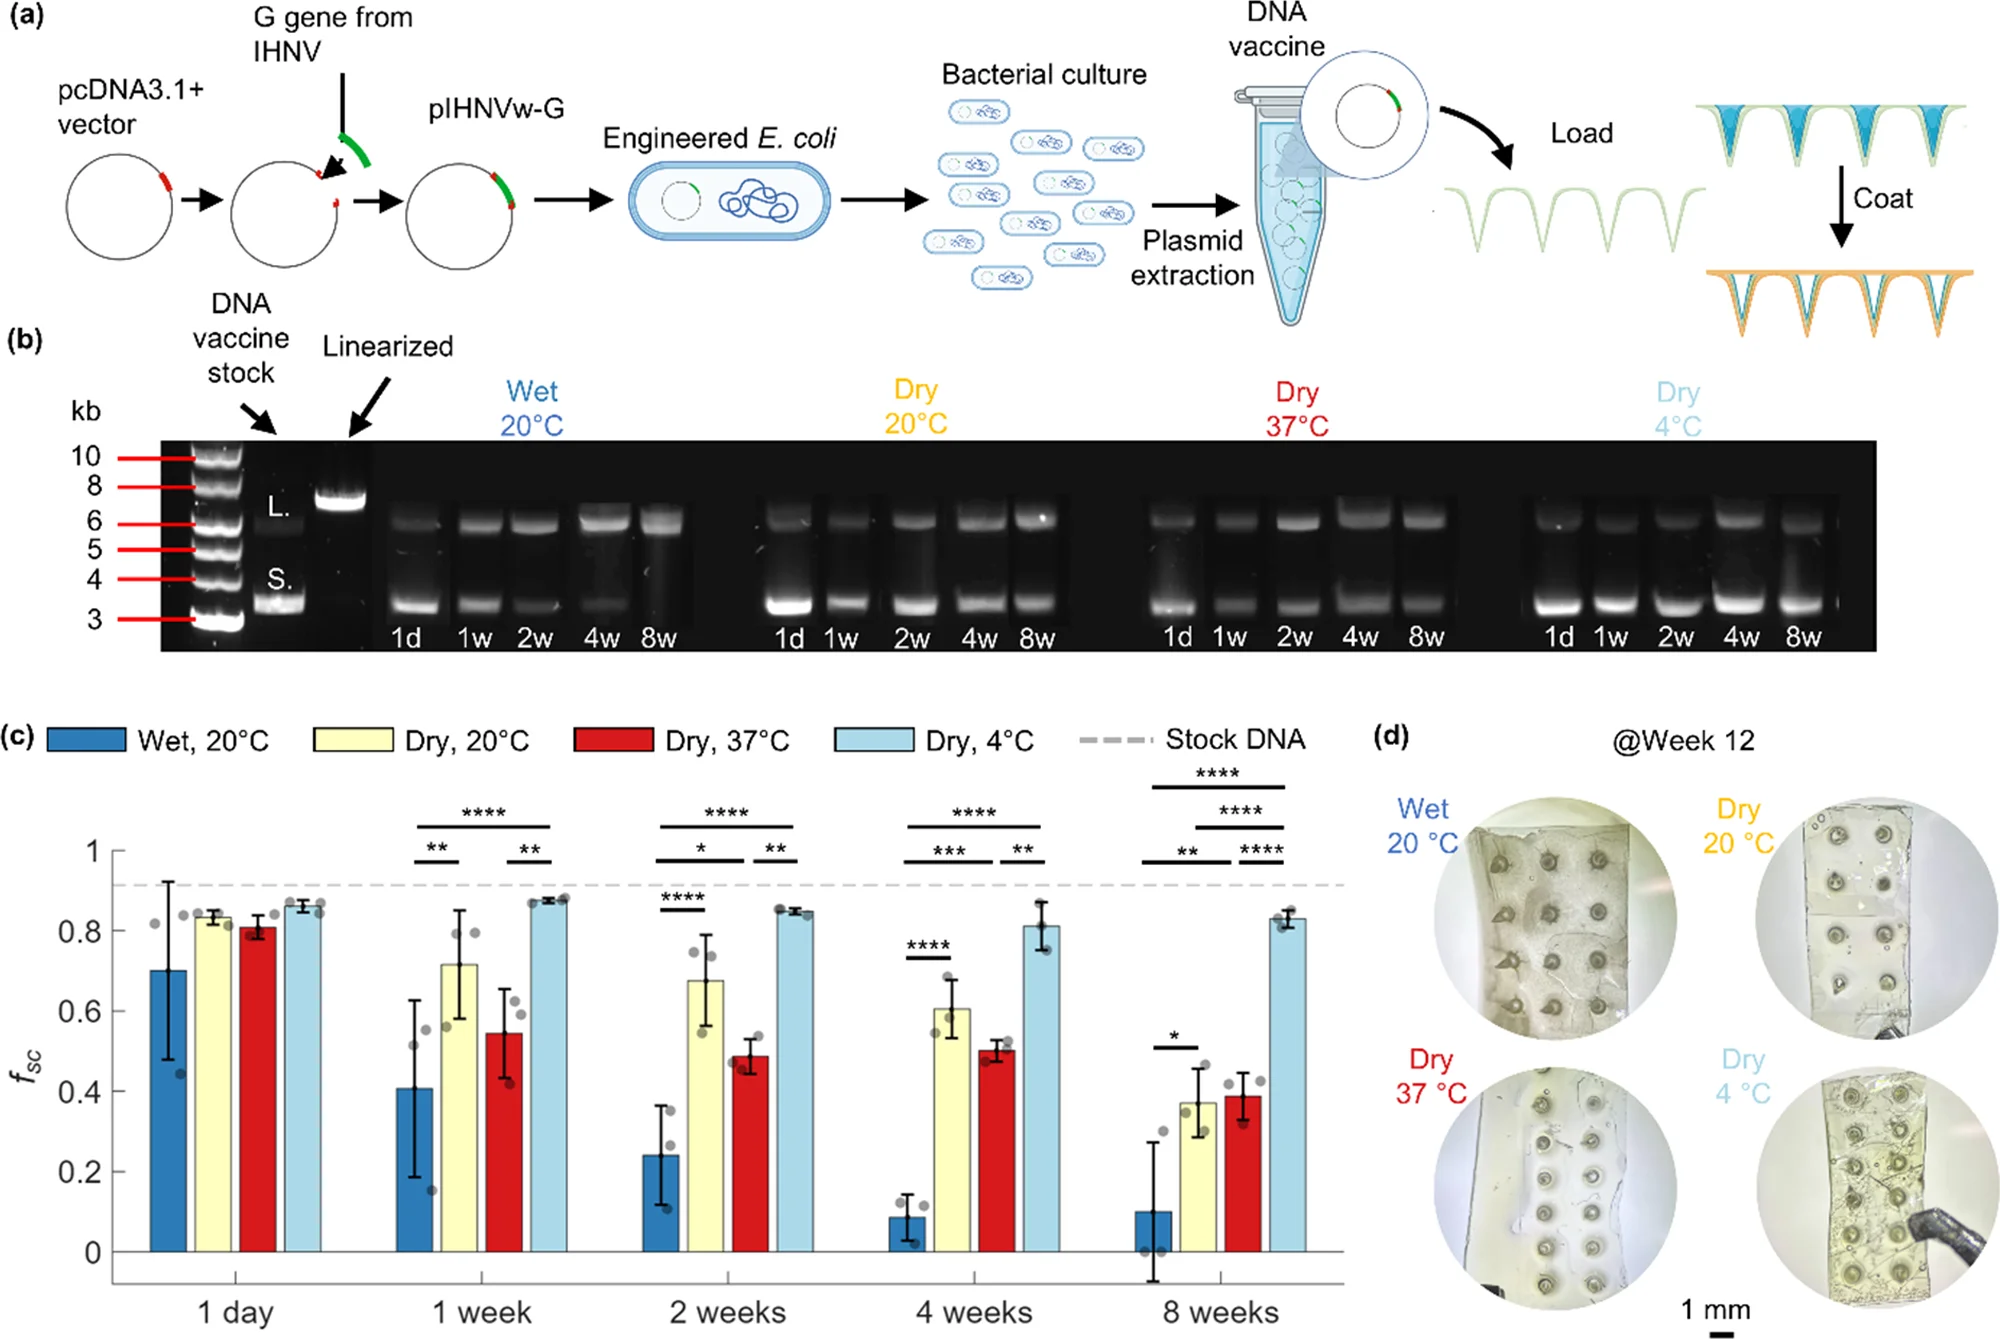 (a)
G gene from
IHNV
pcDNA3.1+
vector
pIHNVw-G
Engineered E. coli
Bacterial culture
Plasmid
extraction
DNA
vaccine
Load
Coat
(b)
DNA
vaccine
stock
Linearized
kb
10
8
6
5
4
3
L.
S.
Wet
20°C
Dry
20°C
Dry
37°C
Dry
4°C
1d 1w 2w 4w 8w
1d 1w 2w 4w 8w
1d 1w 2w 4w 8w
1d 1w 2w 4w 8w
(c)
Wet, 20°C
Dry, 20°C
Dry, 37°C
Dry, 4°C
Stock DNA
fsc
1
0.8
0.6
0.4
0.2
0
**** 
** **
****
* **
****
****
*** **
****
****
****
** ****
*
1 day
1 week
2 weeks
4 weeks
8 weeks
(d)
@Week 12
Wet
20 °C
Dry
20 °C
Dry
37 °C
Dry
4 °C
1 mm